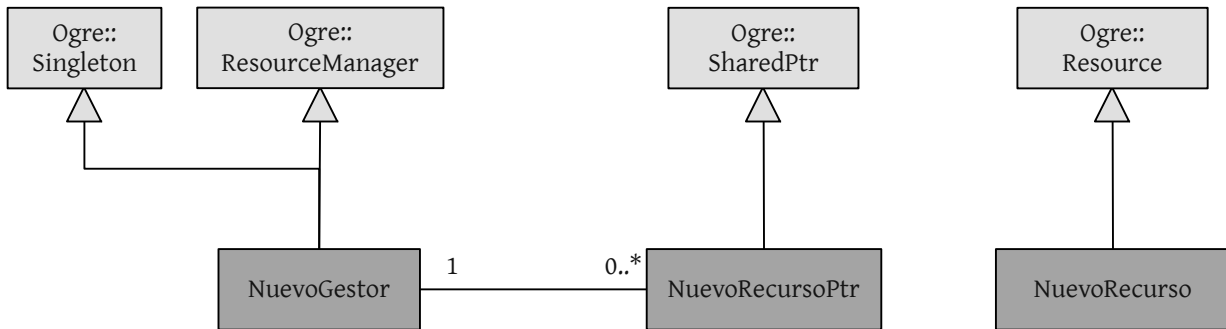 Ogre::
Singleton
Ogre::
ResourceManager
Ogre::
SharedPtr
Ogre::
Resource
NuevoGestor
1
0..*
NuevoRecursoPtr
NuevoRecurso